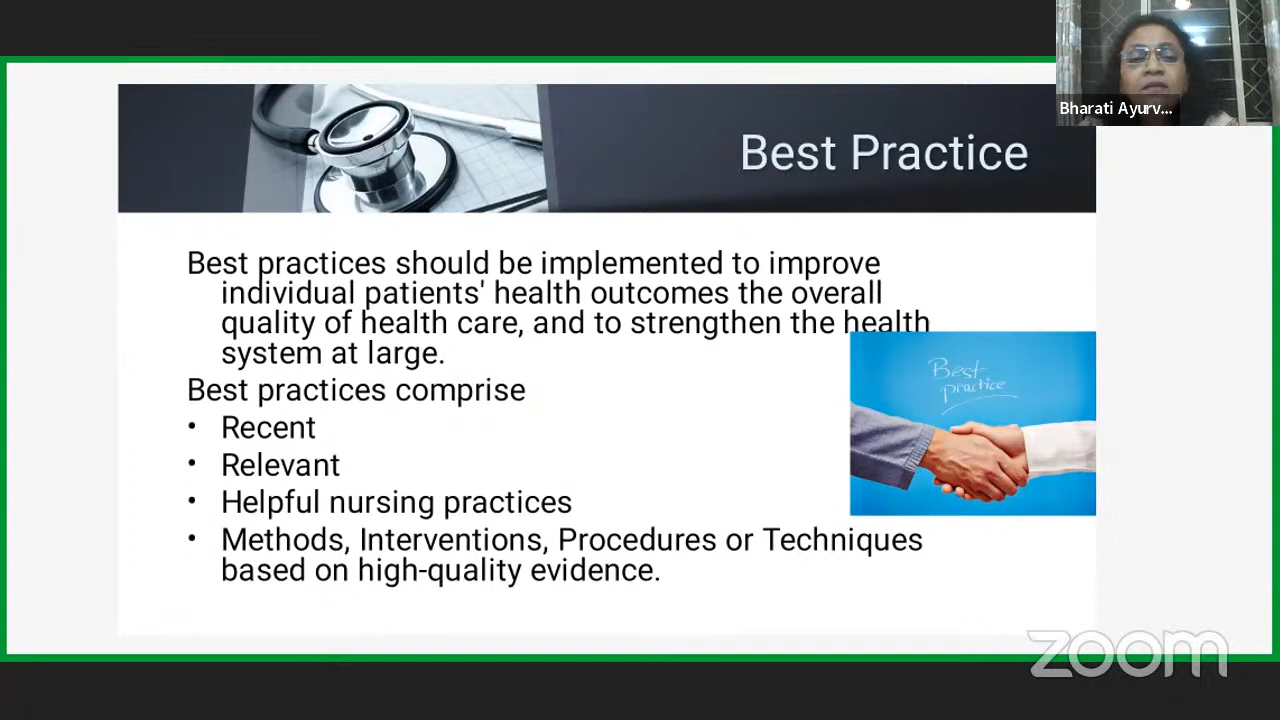 Bharati Ayurv...
Best Practice
Best practices should be implemented to improve
individual patients' health outcomes the overall
quality of health care, and to strengthen the health
system at large.
Best practices comprise
• Recent
• Relevant
• Helpful nursing practices
• Methods, Interventions, Procedures or Techniques
based on high-quality evidence.
Best
practice
zoom